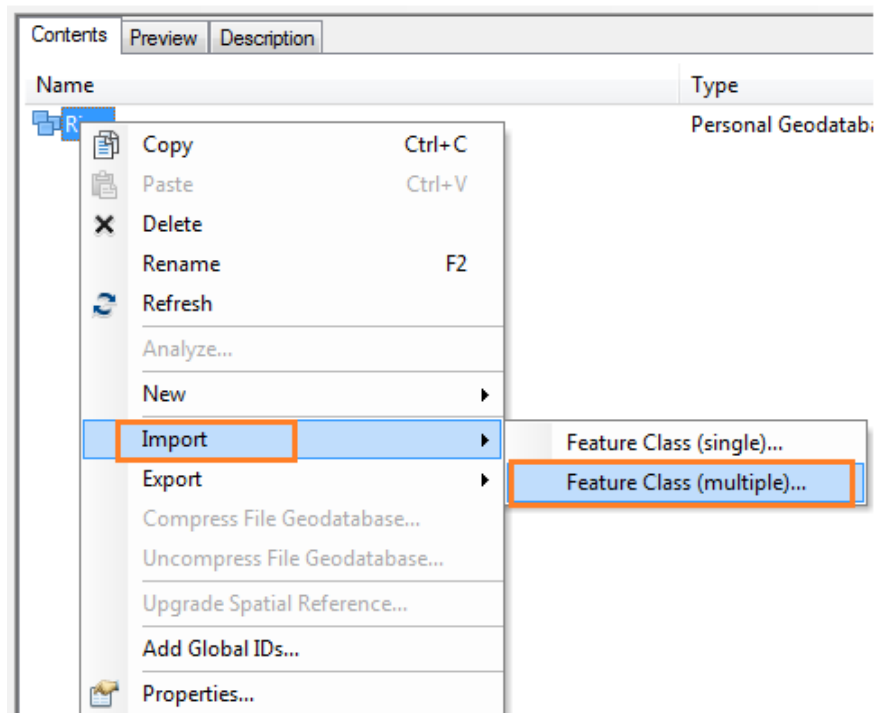 Contents Preview Description
Name Type
Personal Geodatab
Copy Ctrl+C
Paste Ctrl+V
Delete
Rename F2
Refresh
Analyze...
New
Import
Feature Class (single)...
Export
Feature Class (multiple)...
Compress File Geodatabase...
Uncompress File Geodatabase...
Upgrade Spatial Reference...
Add Global IDs...
Properties...